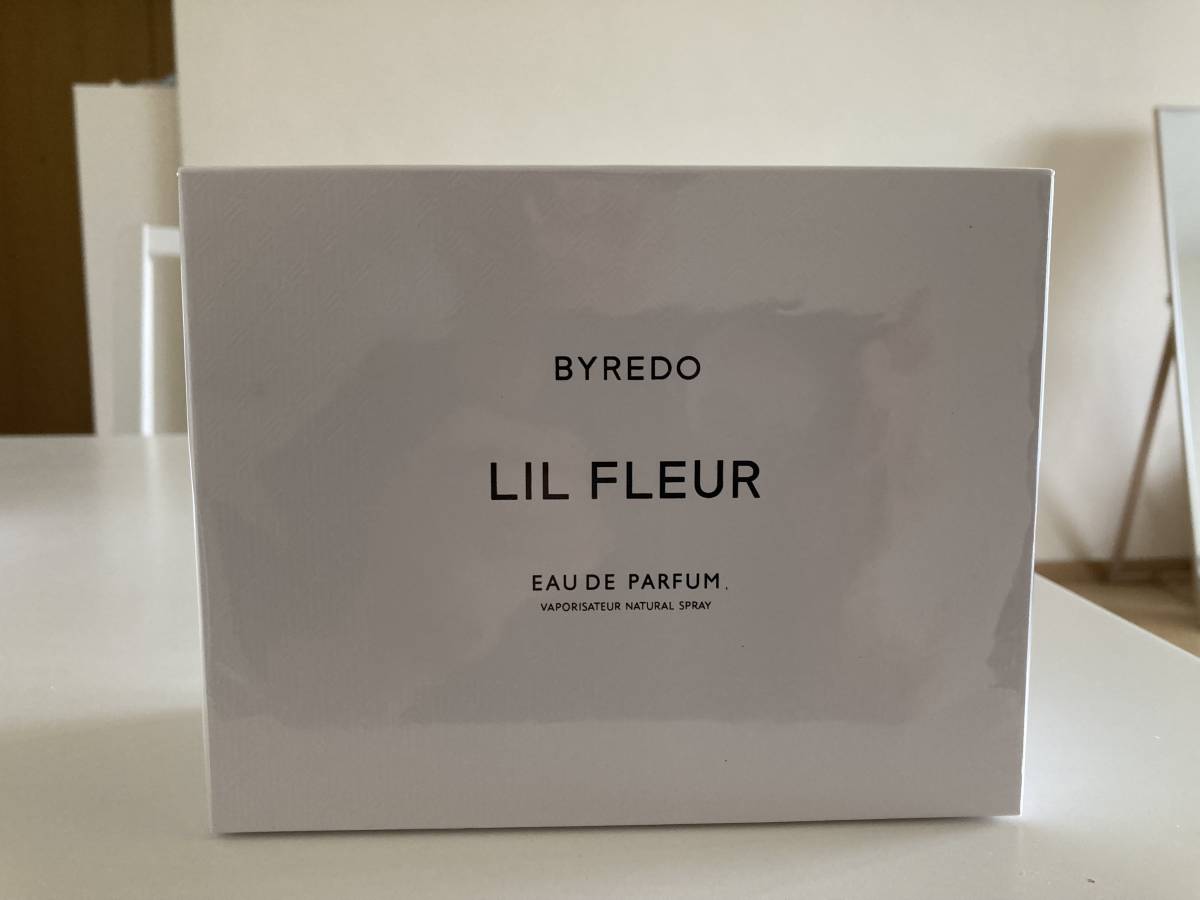 BYREDO
LIL FLEUR
EAU DE PARFUM
VAPORISATEUR NATURAL SPRAY